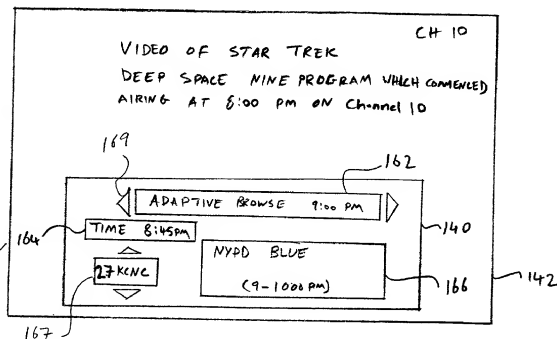 CH 10
VIDEO OF STAR TREK
DEEP SPACE NINE PROGRAM WHICH COMMENCED
AIRING AT 8:00 PM ON Channel 10
169
162
ADAPTIVE BROWSE 9:00 PM
164
TIME 8:45PM
140
27 KCNC
NYPD BLUE
(9-1000PM)
166
142
167